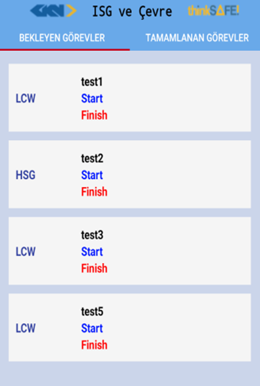 GKN ISG ve Çevre thinkSAFE!
BEKLEYEN GÖREVLER TAMAMLANAN GÖREVLER
test1
LCW Start
Finish
test2
HSG Start
Finish
test3
LCW Start
Finish
test5
LCW Start
Finish